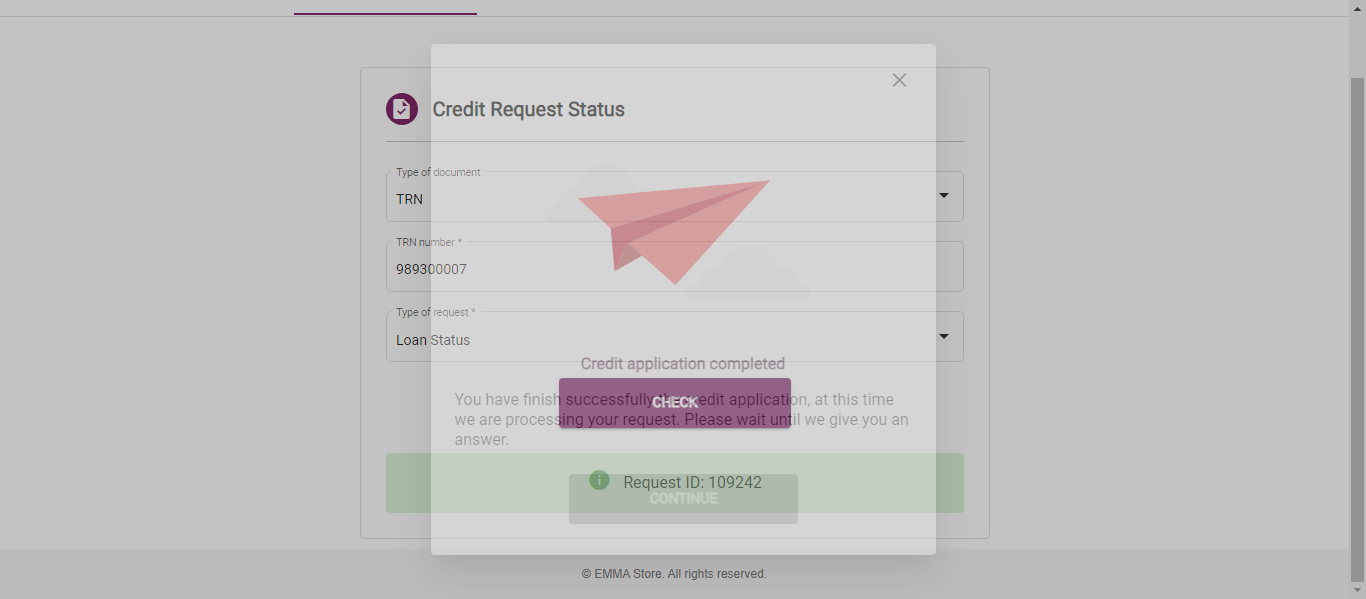 Credit Request Status
Type of document
TRN
TRN number *
989300007
Type of request *
Loan Status
Credit application completed
CHECK
You have finish successfully the credit application, at this time
we are processing your request. Please wait until we give you an
answer.
Request ID: 109242
CONTINUE
© EMMA Store. All rights reserved.